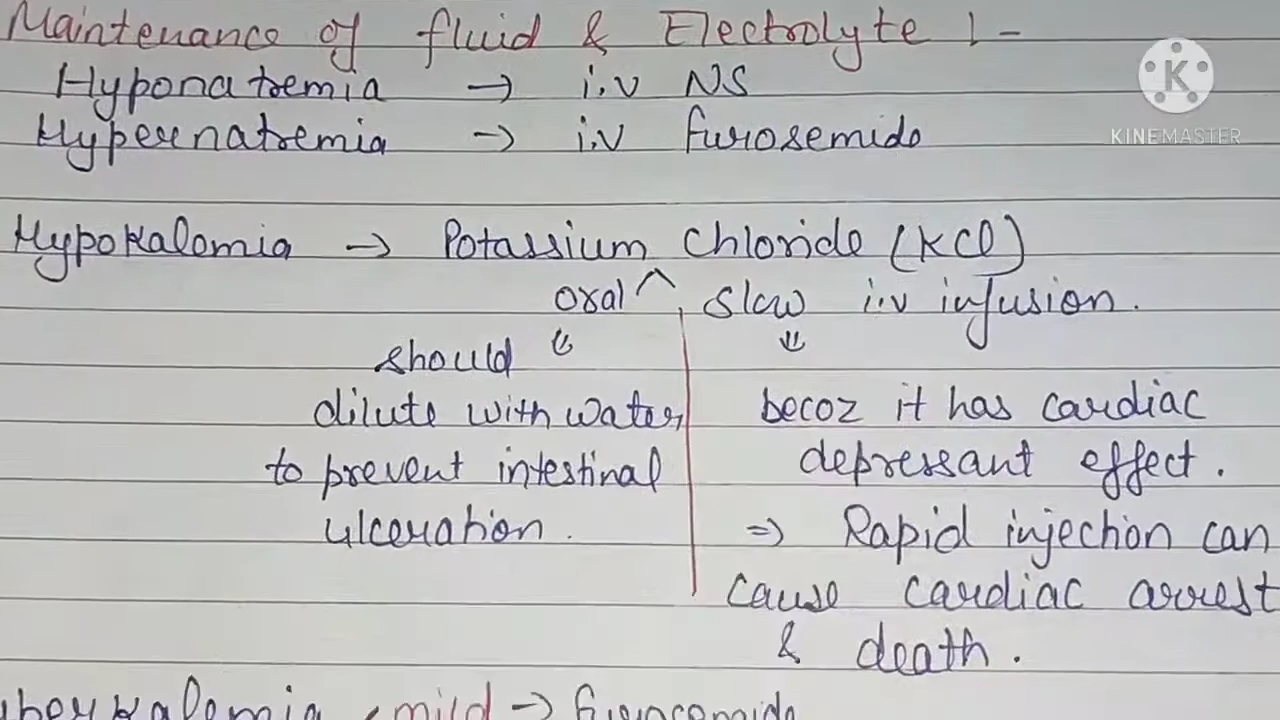 Maintenance of fluid & Electrolyte :-
Hyponatremia → i.v NS
Hypernatremia → i.v furosemide
Hypokalemia → Potassium Chloride (KCl)
oral slow i.v infusion.
should
dilute with water,
to prevent intestinal
ulceration.
becoz it has cardiac
depressant effect.
⇒ Rapid injection can
cause cardiac arrest
& death.
mild →
K
KINEMASTER